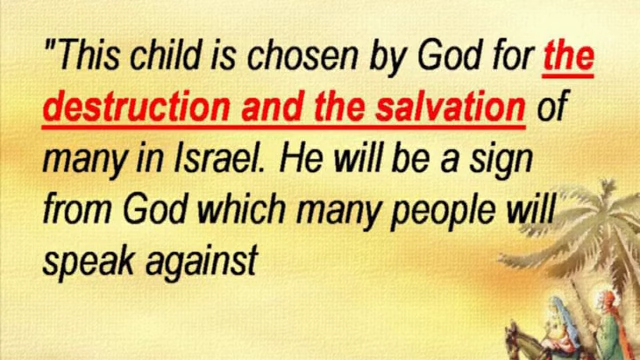 "This child is chosen by God for the
destruction and the salvation of
many in Israel. He will be a sign
from God which many people will
speak against